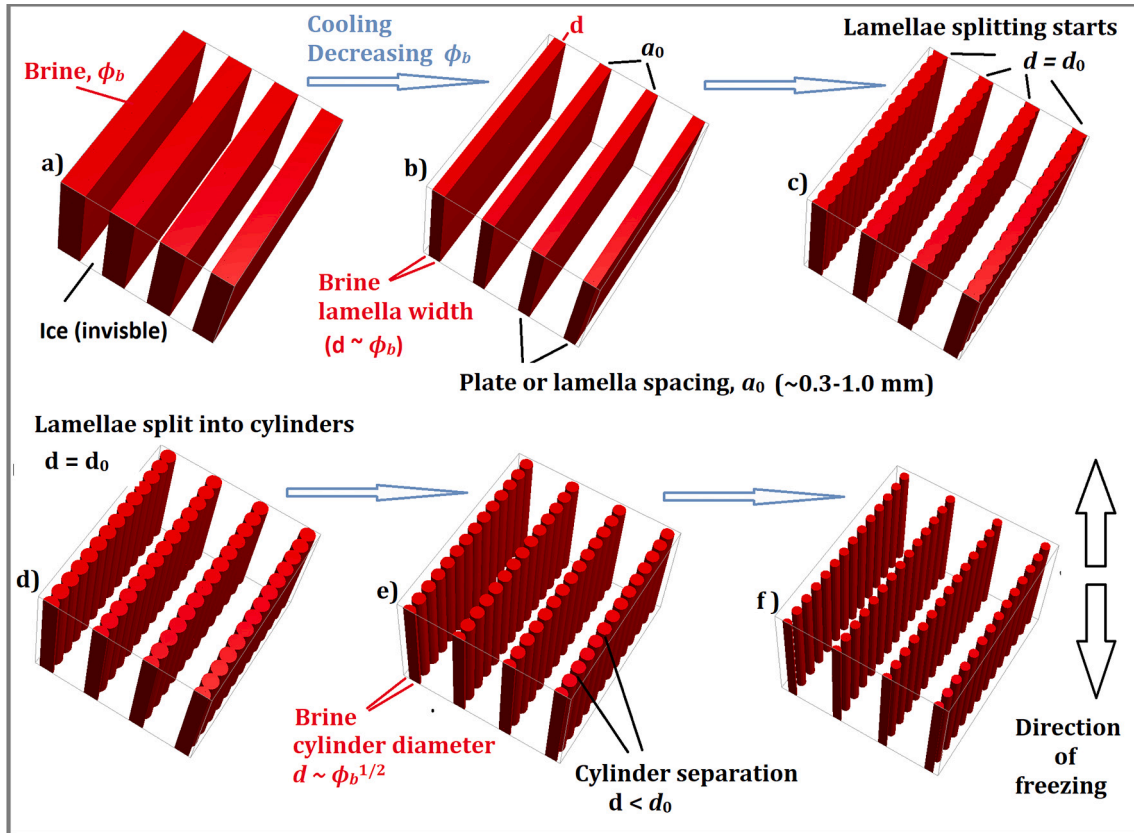 Cooling
Decreasing ϕb
Lamellae splitting starts
Brine, ϕb
d
a0
d = d0
a)
b)
c)
Ice (invisble)
Brine
lamella width
(d ~ ϕb)
Plate or lamella spacing, a0 (~0.3-1.0 mm)
Lamellae split into cylinders
d = d0
d)
e)
f)
Brine
cylinder diameter
d ~ ϕb1/2
Cylinder separation
d < d0
Direction
of
freezing